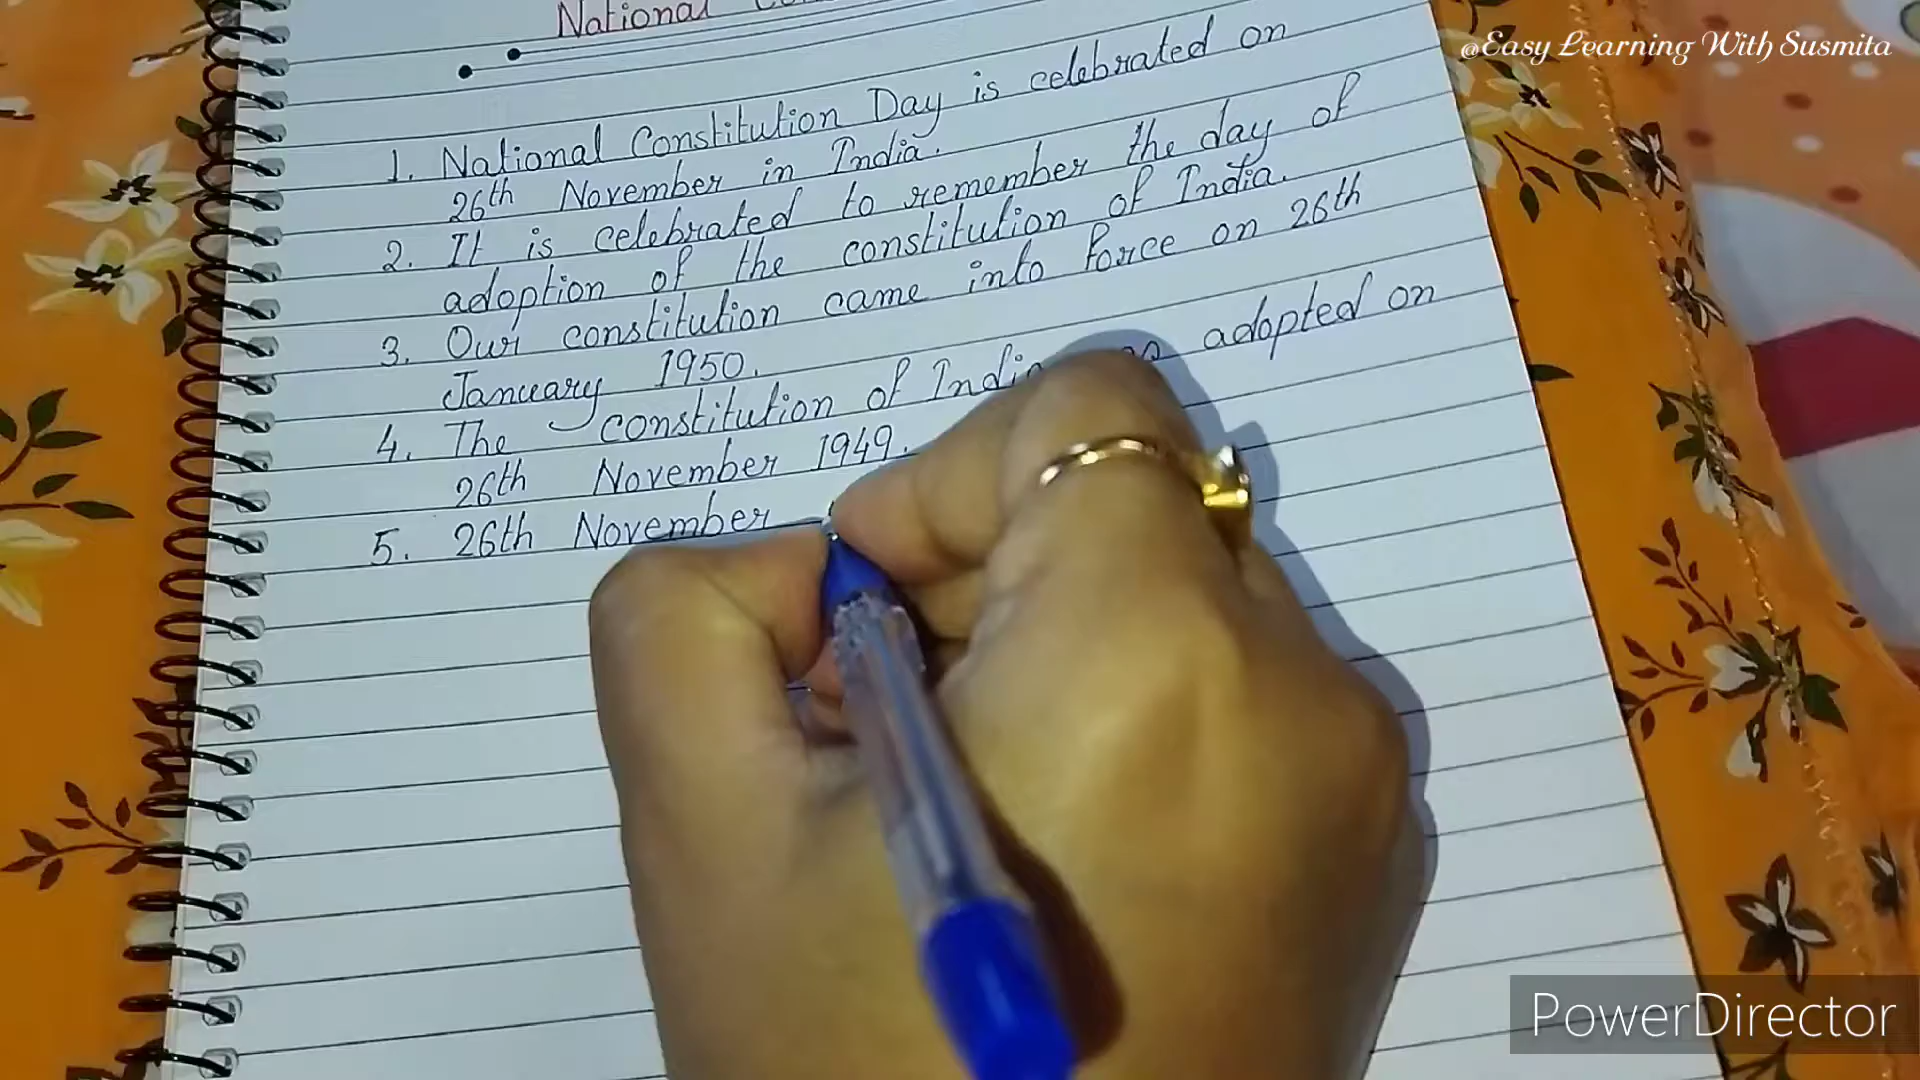 National
@Easy Learning With Susmita
1. National Constitution Day is celebrated on
26th November in India.
2. It is celebrated to remember the day of
adoption of the constitution of India.
3. Our constitution came into force on 26th
January 1950.
4. The constitution of India adopted on
26th November 1949.
5. 26th November
PowerDirector